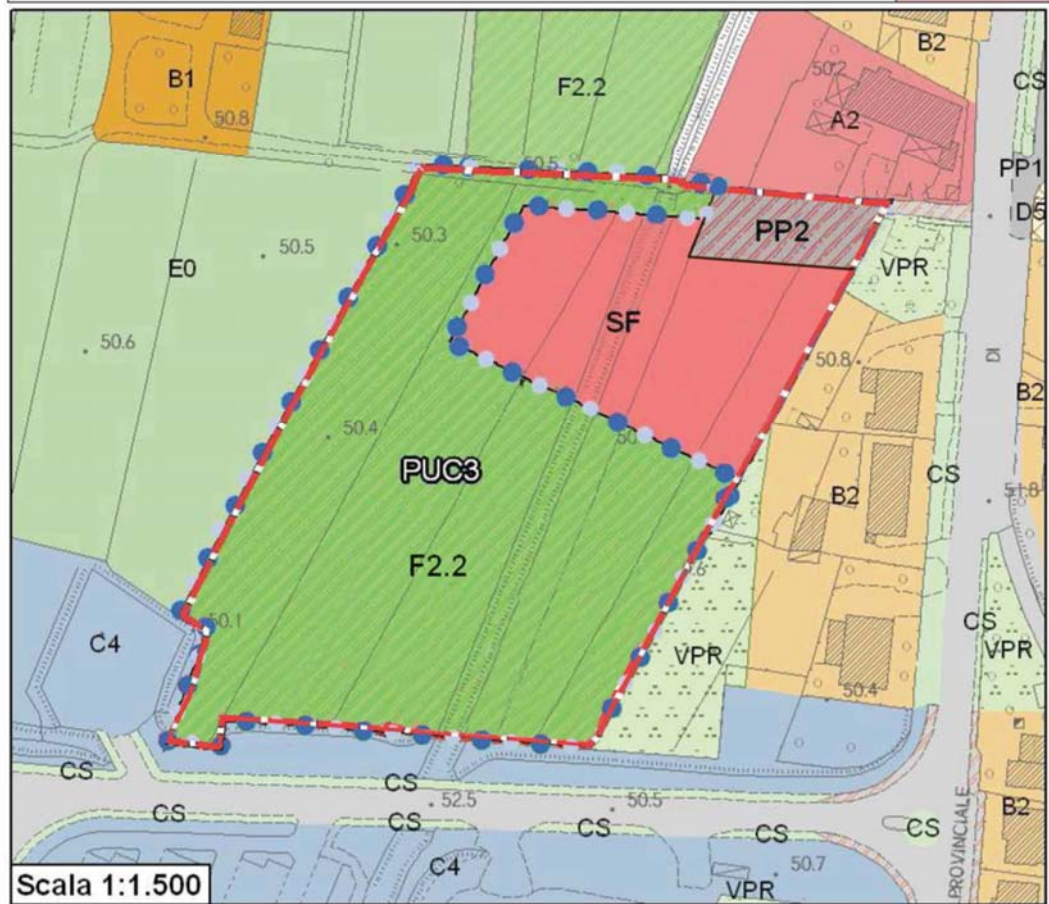 B1
F2.2
50.2
B2
CS
50.8
A2
50.5
PP1
D5
50.3
PP2
50.5
E0
VPR
SF
50.6
50.8
DI
B2
50.4
PUC3
CS
B2
51.8
F2.2
50.1
C4
VPR
CS
VPR
50.4
CS
CS
52.5
50.5
CS
CS
CS
CS
CS
PROVINCIALE
B2
C4
50.7
VPR
Scala 1:1.500